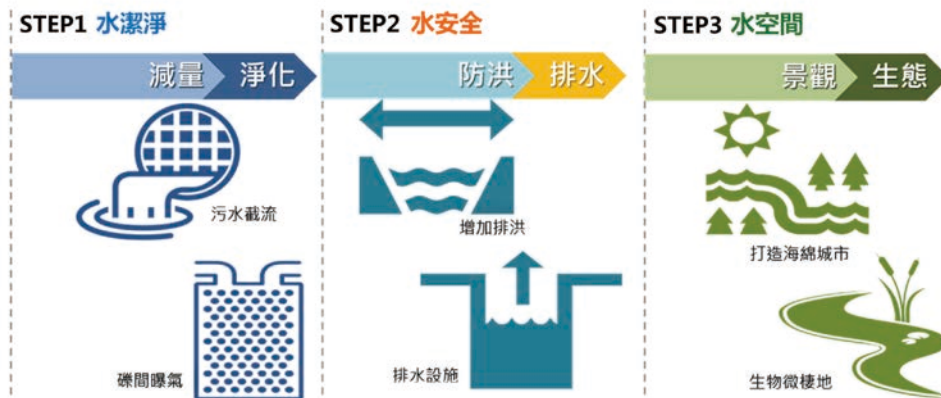 STEP1 水潔淨
減量 淨化
污水截流
礫間曝氣
STEP2 水安全
防洪 排水
增加排洪
排水設施
STEP3 水空間
景觀 生態
打造海綿城市
生物微棲地